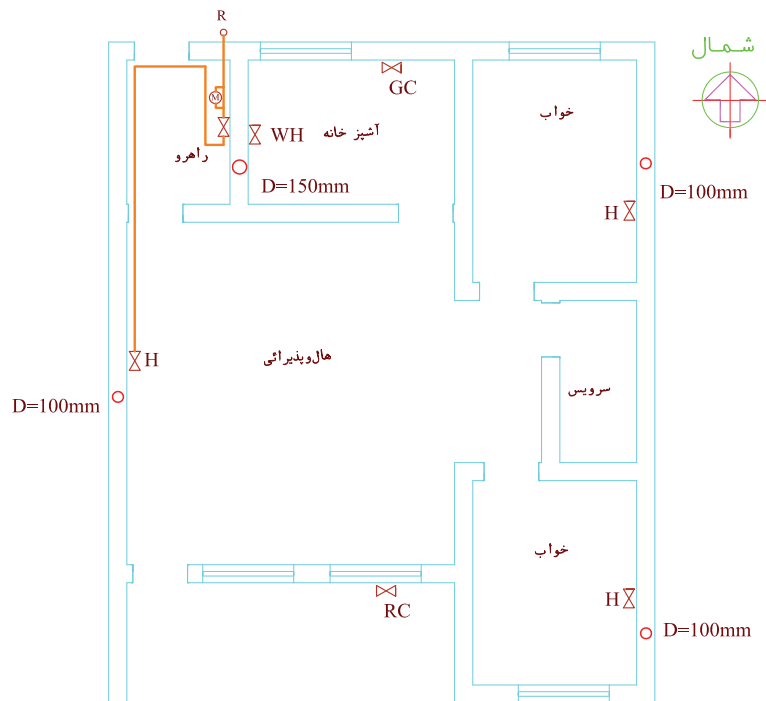 R
شمال
M
GC
خواب
WH
آشپز خانه
راهرو
D=150mm
D=100mm
H
هال‌وپذیرائی
H
سرویس
D=100mm
خواب
H
RC
D=100mm